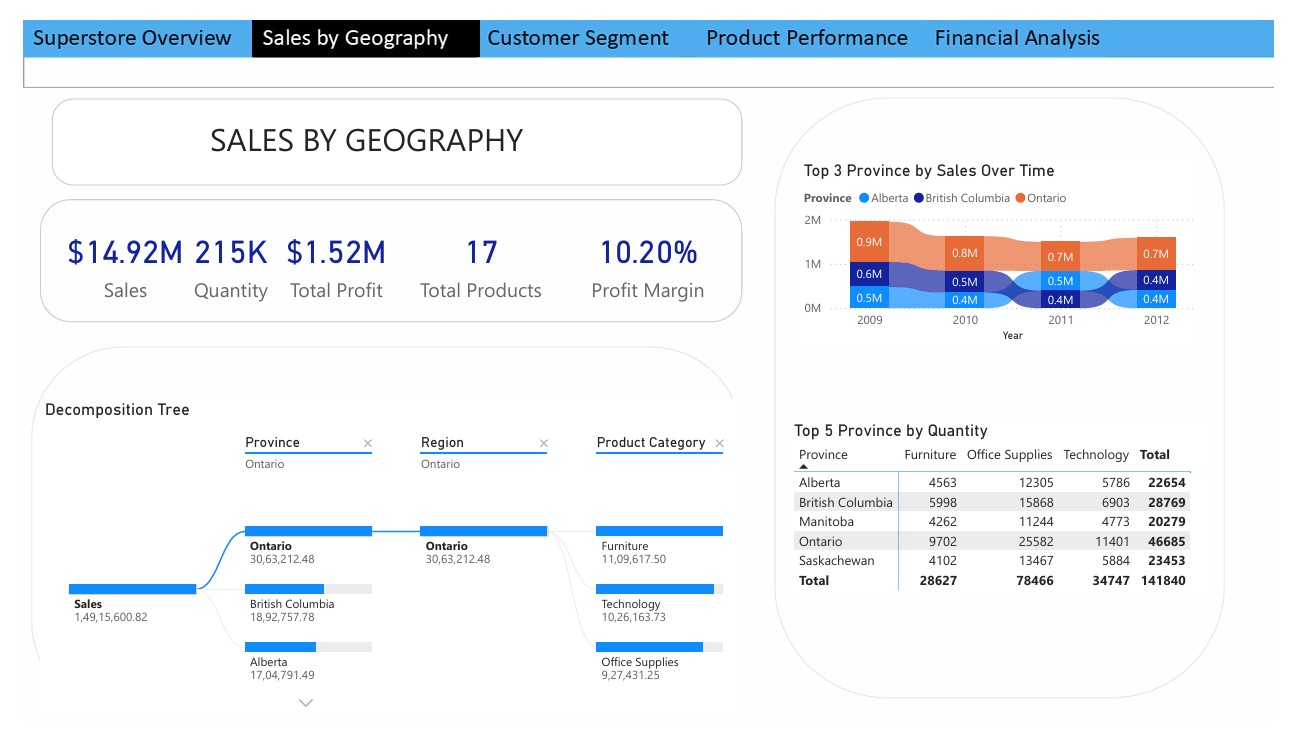 Superstore Overview Sales by Geography Customer Segment Product Performance Financial Analysis
SALES BY GEOGRAPHY
$14.92M 215K $1.52M 17 10.20%
Sales Quantity Total Profit Total Products Profit Margin
Decomposition Tree
Province × Region × Product Category ×
Ontario Ontario
Ontario Ontario Furniture
30,63,212.48 30,63,212.48 11,09,617.50
Sales British Columbia Technology
1,49,15,600.82 18,92,757.78 10,26,163.73
Alberta Office Supplies
17,04,791.49 9,27,431.25
Top 3 Province by Sales Over Time
Province Alberta British Columbia Ontario
2M
1M
0M
0.9M 0.8M 0.7M 0.7M
0.6M 0.5M 0.5M 0.4M
0.5M 0.4M 0.4M 0.4M
2009 2010 2011 2012
Year
Top 5 Province by Quantity
Province Furniture Office Supplies Technology Total
Alberta 4563 12305 5786 22654
British Columbia 5998 15868 6903 28769
Manitoba 4262 11244 4773 20279
Ontario 9702 25582 11401 46685
Saskachewan 4102 13467 5884 23453
Total 28627 78466 34747 141840